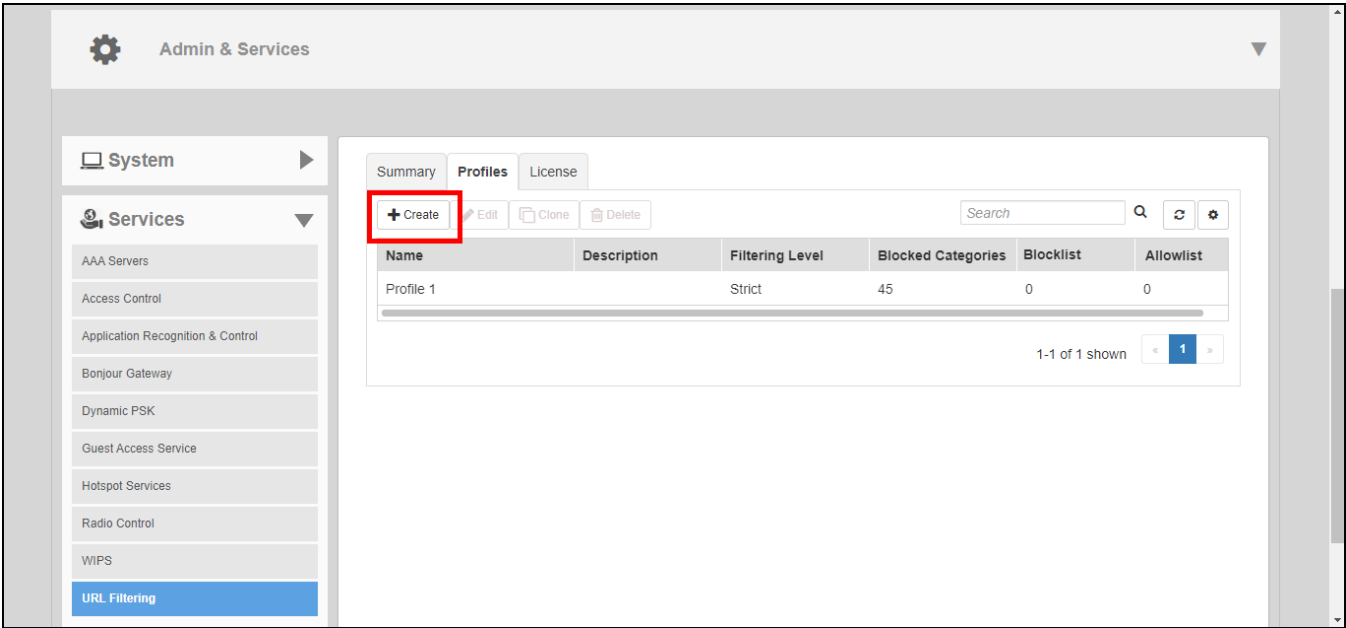 Admin & Services
System
Services
AAA Servers
Access Control
Application Recognition & Control
Bonjour Gateway
Dynamic PSK
Guest Access Service
Hotspot Services
Radio Control
WIPS
URL Filtering
Summary Profiles License
+ Create Edit Clone Delete Search
Name Description Filtering Level Blocked Categories Blocklist Allowlist
Profile 1 Strict 45 0 0
1-1 of 1 shown « 1 »